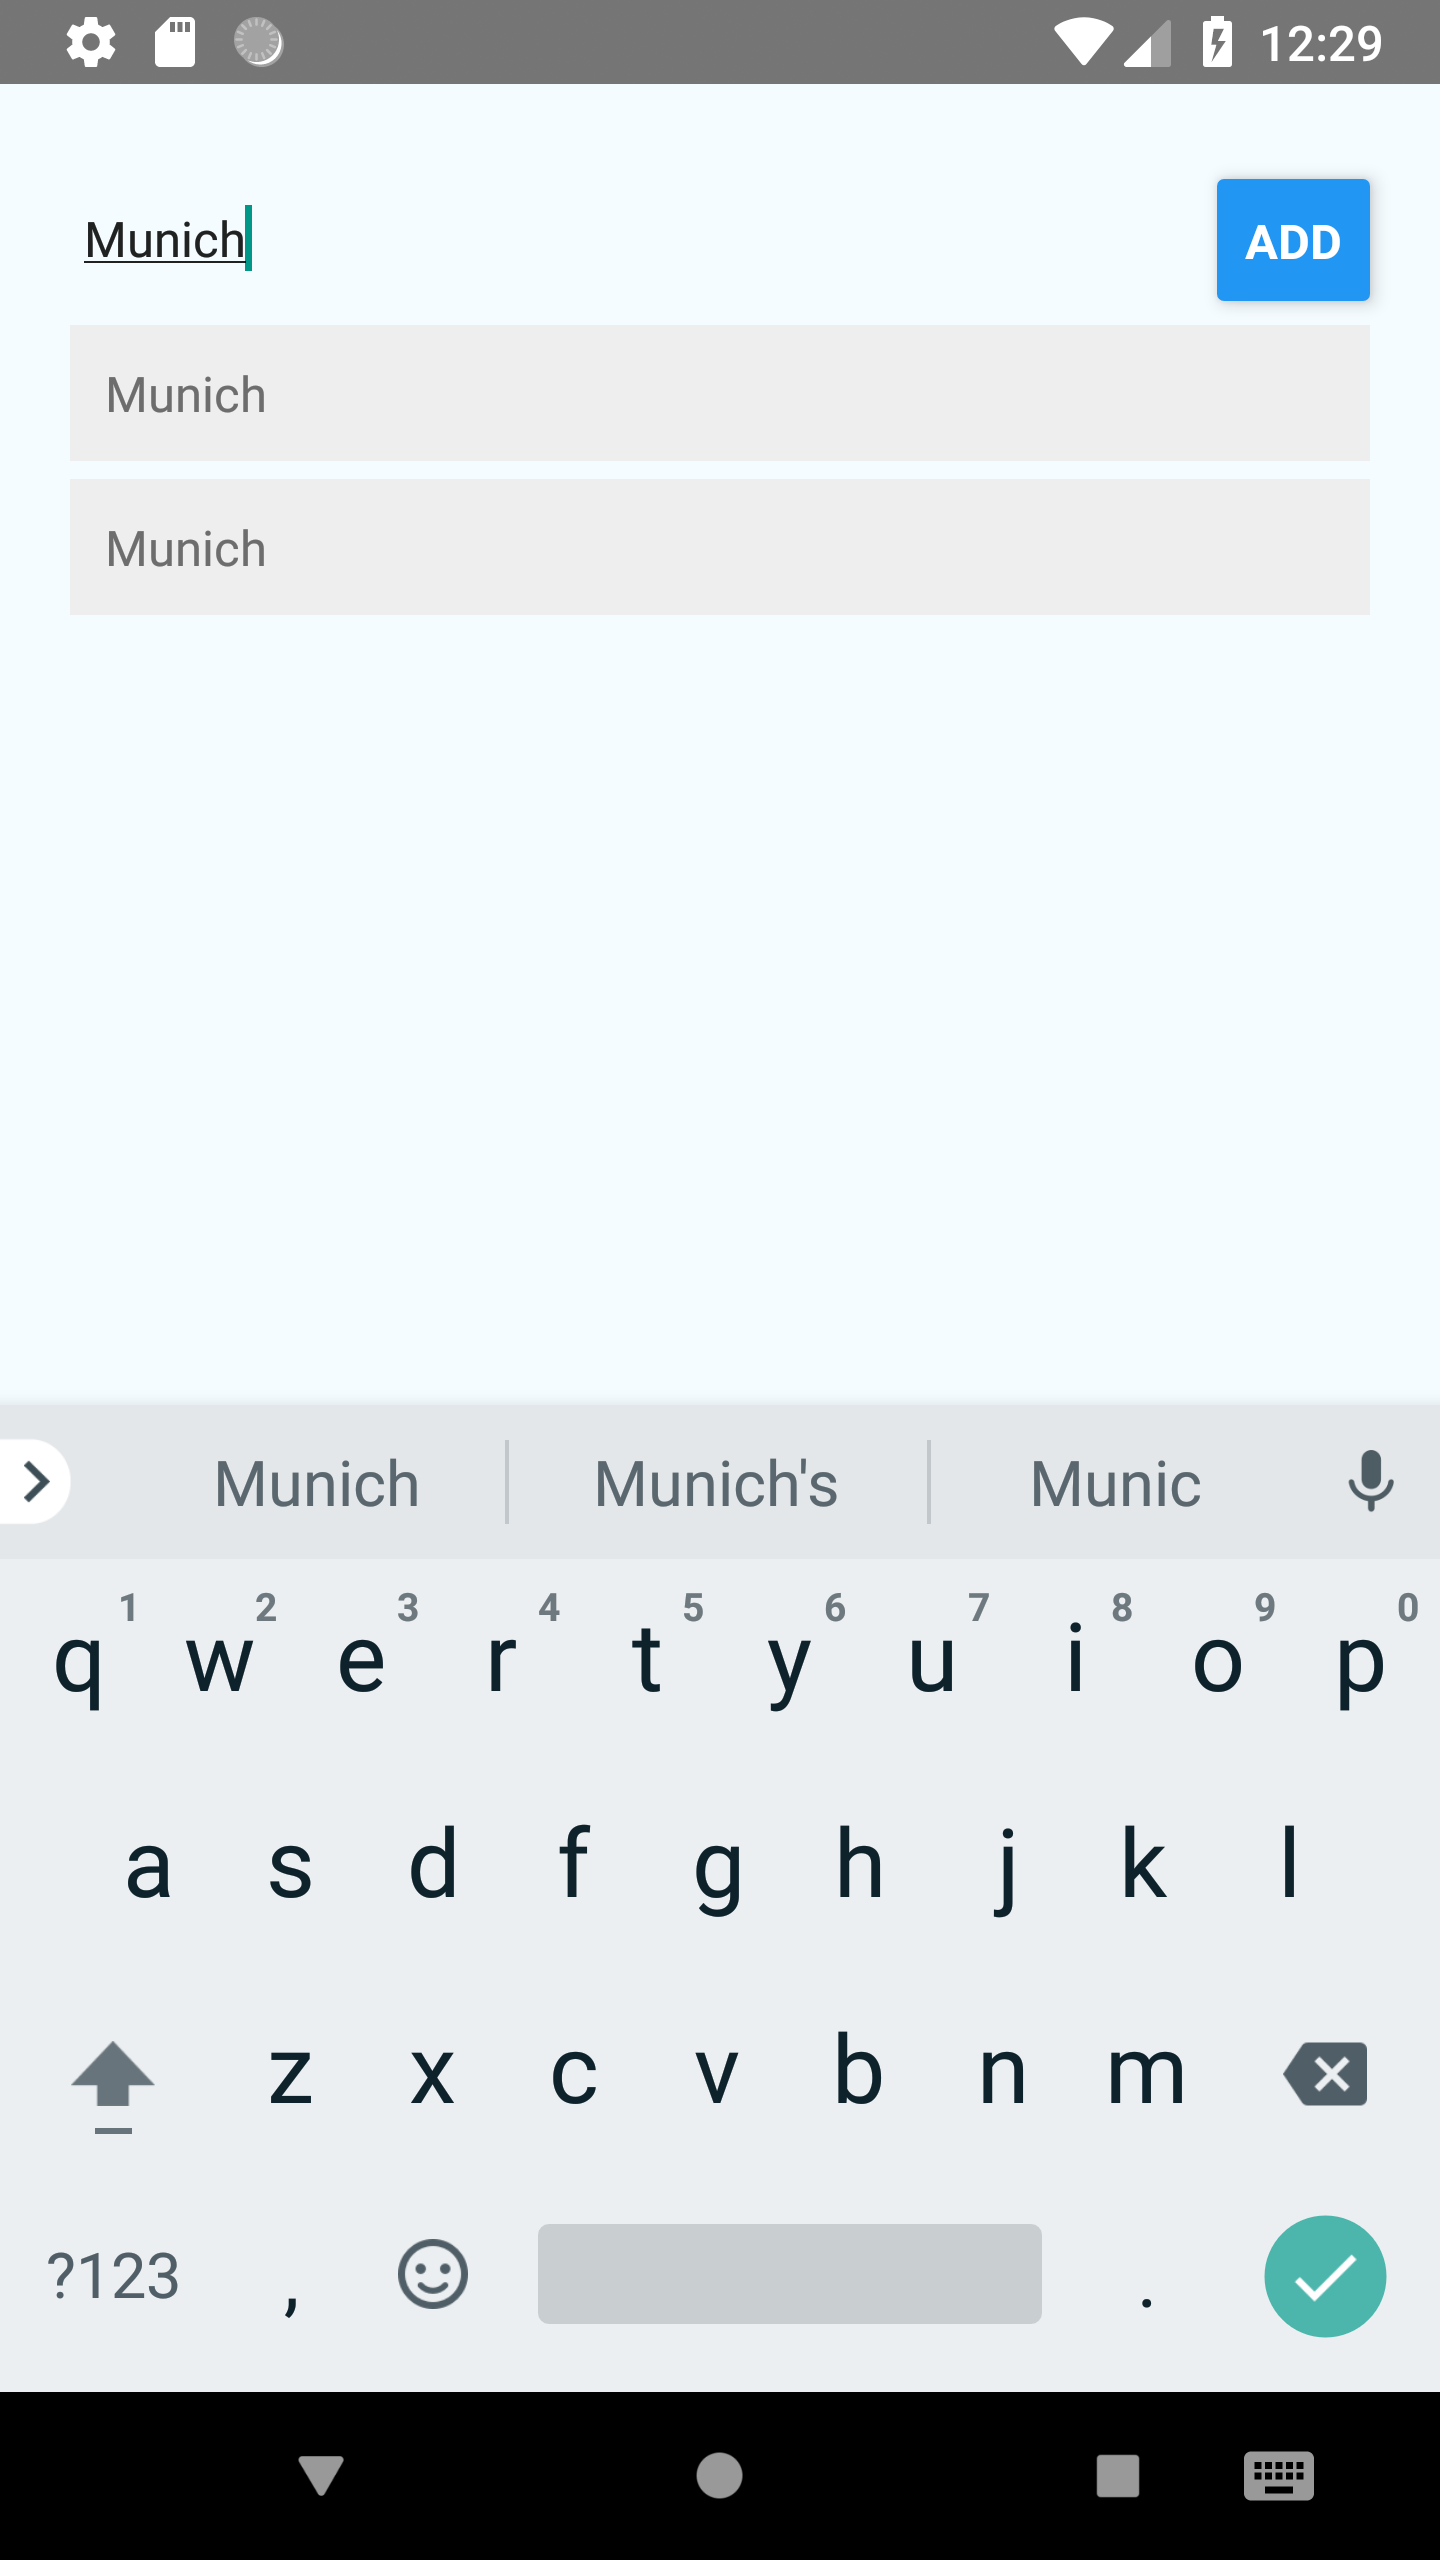 12:29
Munich
ADD
Munich
Munich
Munich Munich's Munic
1 2 3 4 5 6 7 8 9 0
q w e r t y u i o p
a s d f g h j k l
z x c v b n m
?123 , .